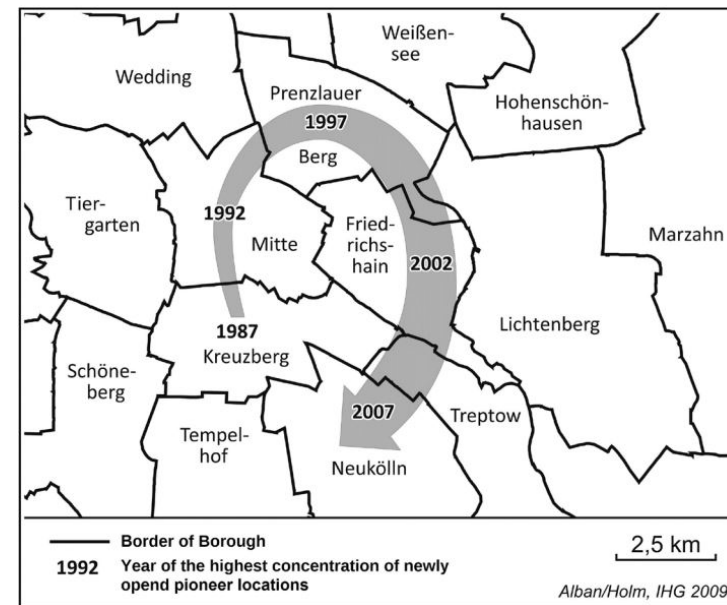 Weißen-
see
Wedding
Prenzlauer
1997
Hohenschön-
hausen
Berg
Tier-
garten
1992
Friedrichs-
hain
Mitte
Marzahn
2002
1987
Kreuzberg
Lichtenberg
Schöne-
berg
2007
Treptow
Tempel-
hof
Neukölln
Border of Borough
2,5 km
1992 Year of the highest concentration of newly
opend pioneer locations
Alban/Holm, IHG 2009